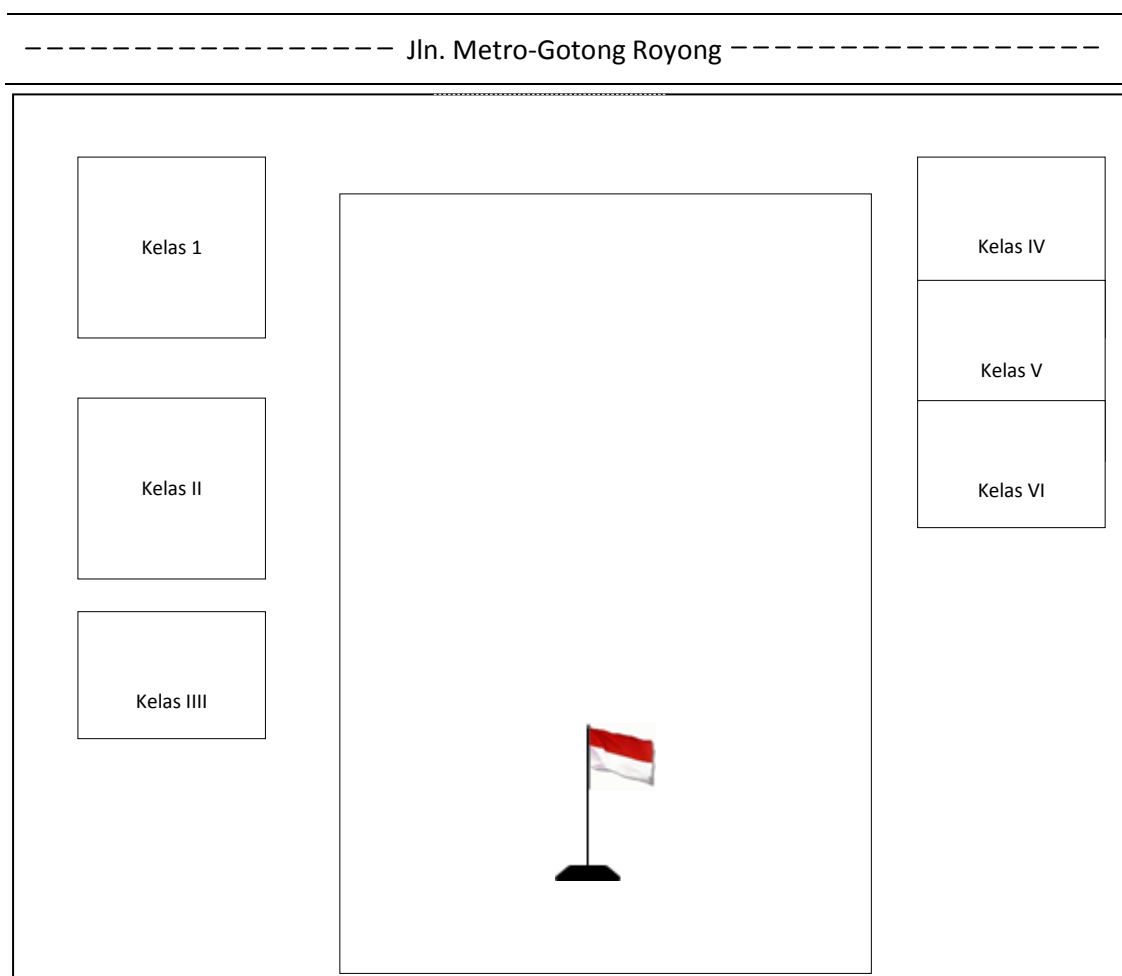 Jln. Metro-Gotong Royong
Kelas 1
Kelas IV
Kelas V
Kelas II
Kelas VI
Kelas IIII